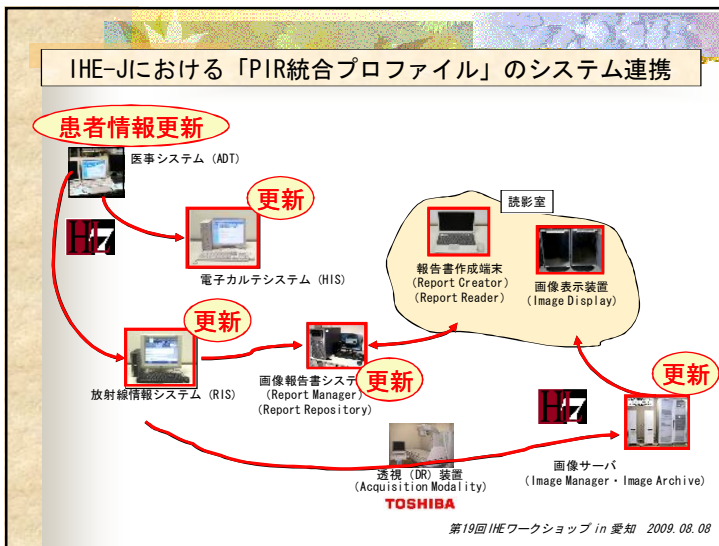 IHE-Jにおける「PIR統合プロファイル」のシステム連携
患者情報更新
医事システム (ADT)
更新
HL7
電子カルテシステム (HIS)
読影室
報告書作成端末
(Report Creator)
(Report Reader)
画像表示装置
(Image Display)
更新
放射線情報システム (RIS)
画像報告書システ
(Report Manager)
(Report Repository)
更新
更新
HL7
透視 (DR) 装置
(Acquisition Modality)
TOSHIBA
画像サーバ
(Image Manager・Image Archive)
第19回 IHEワークショップ in 愛知 2009.08.08